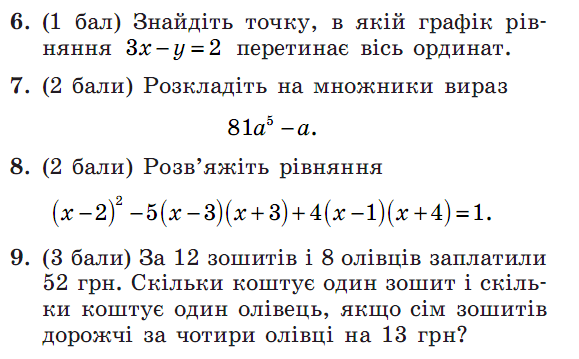 6. (1 бал) Знайдіть точку, в якій графік рів-
няння 3x − y = 2 перетинає вісь ординат.
7. (2 бали) Розкладіть на множники вираз
81a⁵ − a.
8. (2 бали) Розв’яжіть рівняння
(x − 2)² − 5(x − 3)(x + 3) + 4(x − 1)(x + 4) = 1.
9. (3 бали) За 12 зошитів і 8 олівців заплатили
52 грн. Скільки коштує один зошит і скіль-
ки коштує один олівець, якщо сім зошитів
дорожчі за чотири олівці на 13 грн?